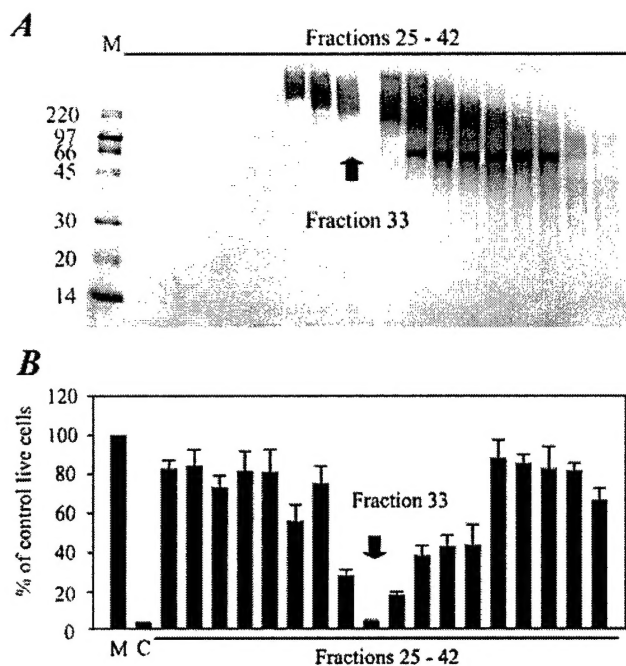 A
M
Fractions 25 - 42
220
97
66
45
30
20
14
Fraction 33
B
120
100
80
60
40
20
0
% of control live cells
Fraction 33
M C
Fractions 25 - 42